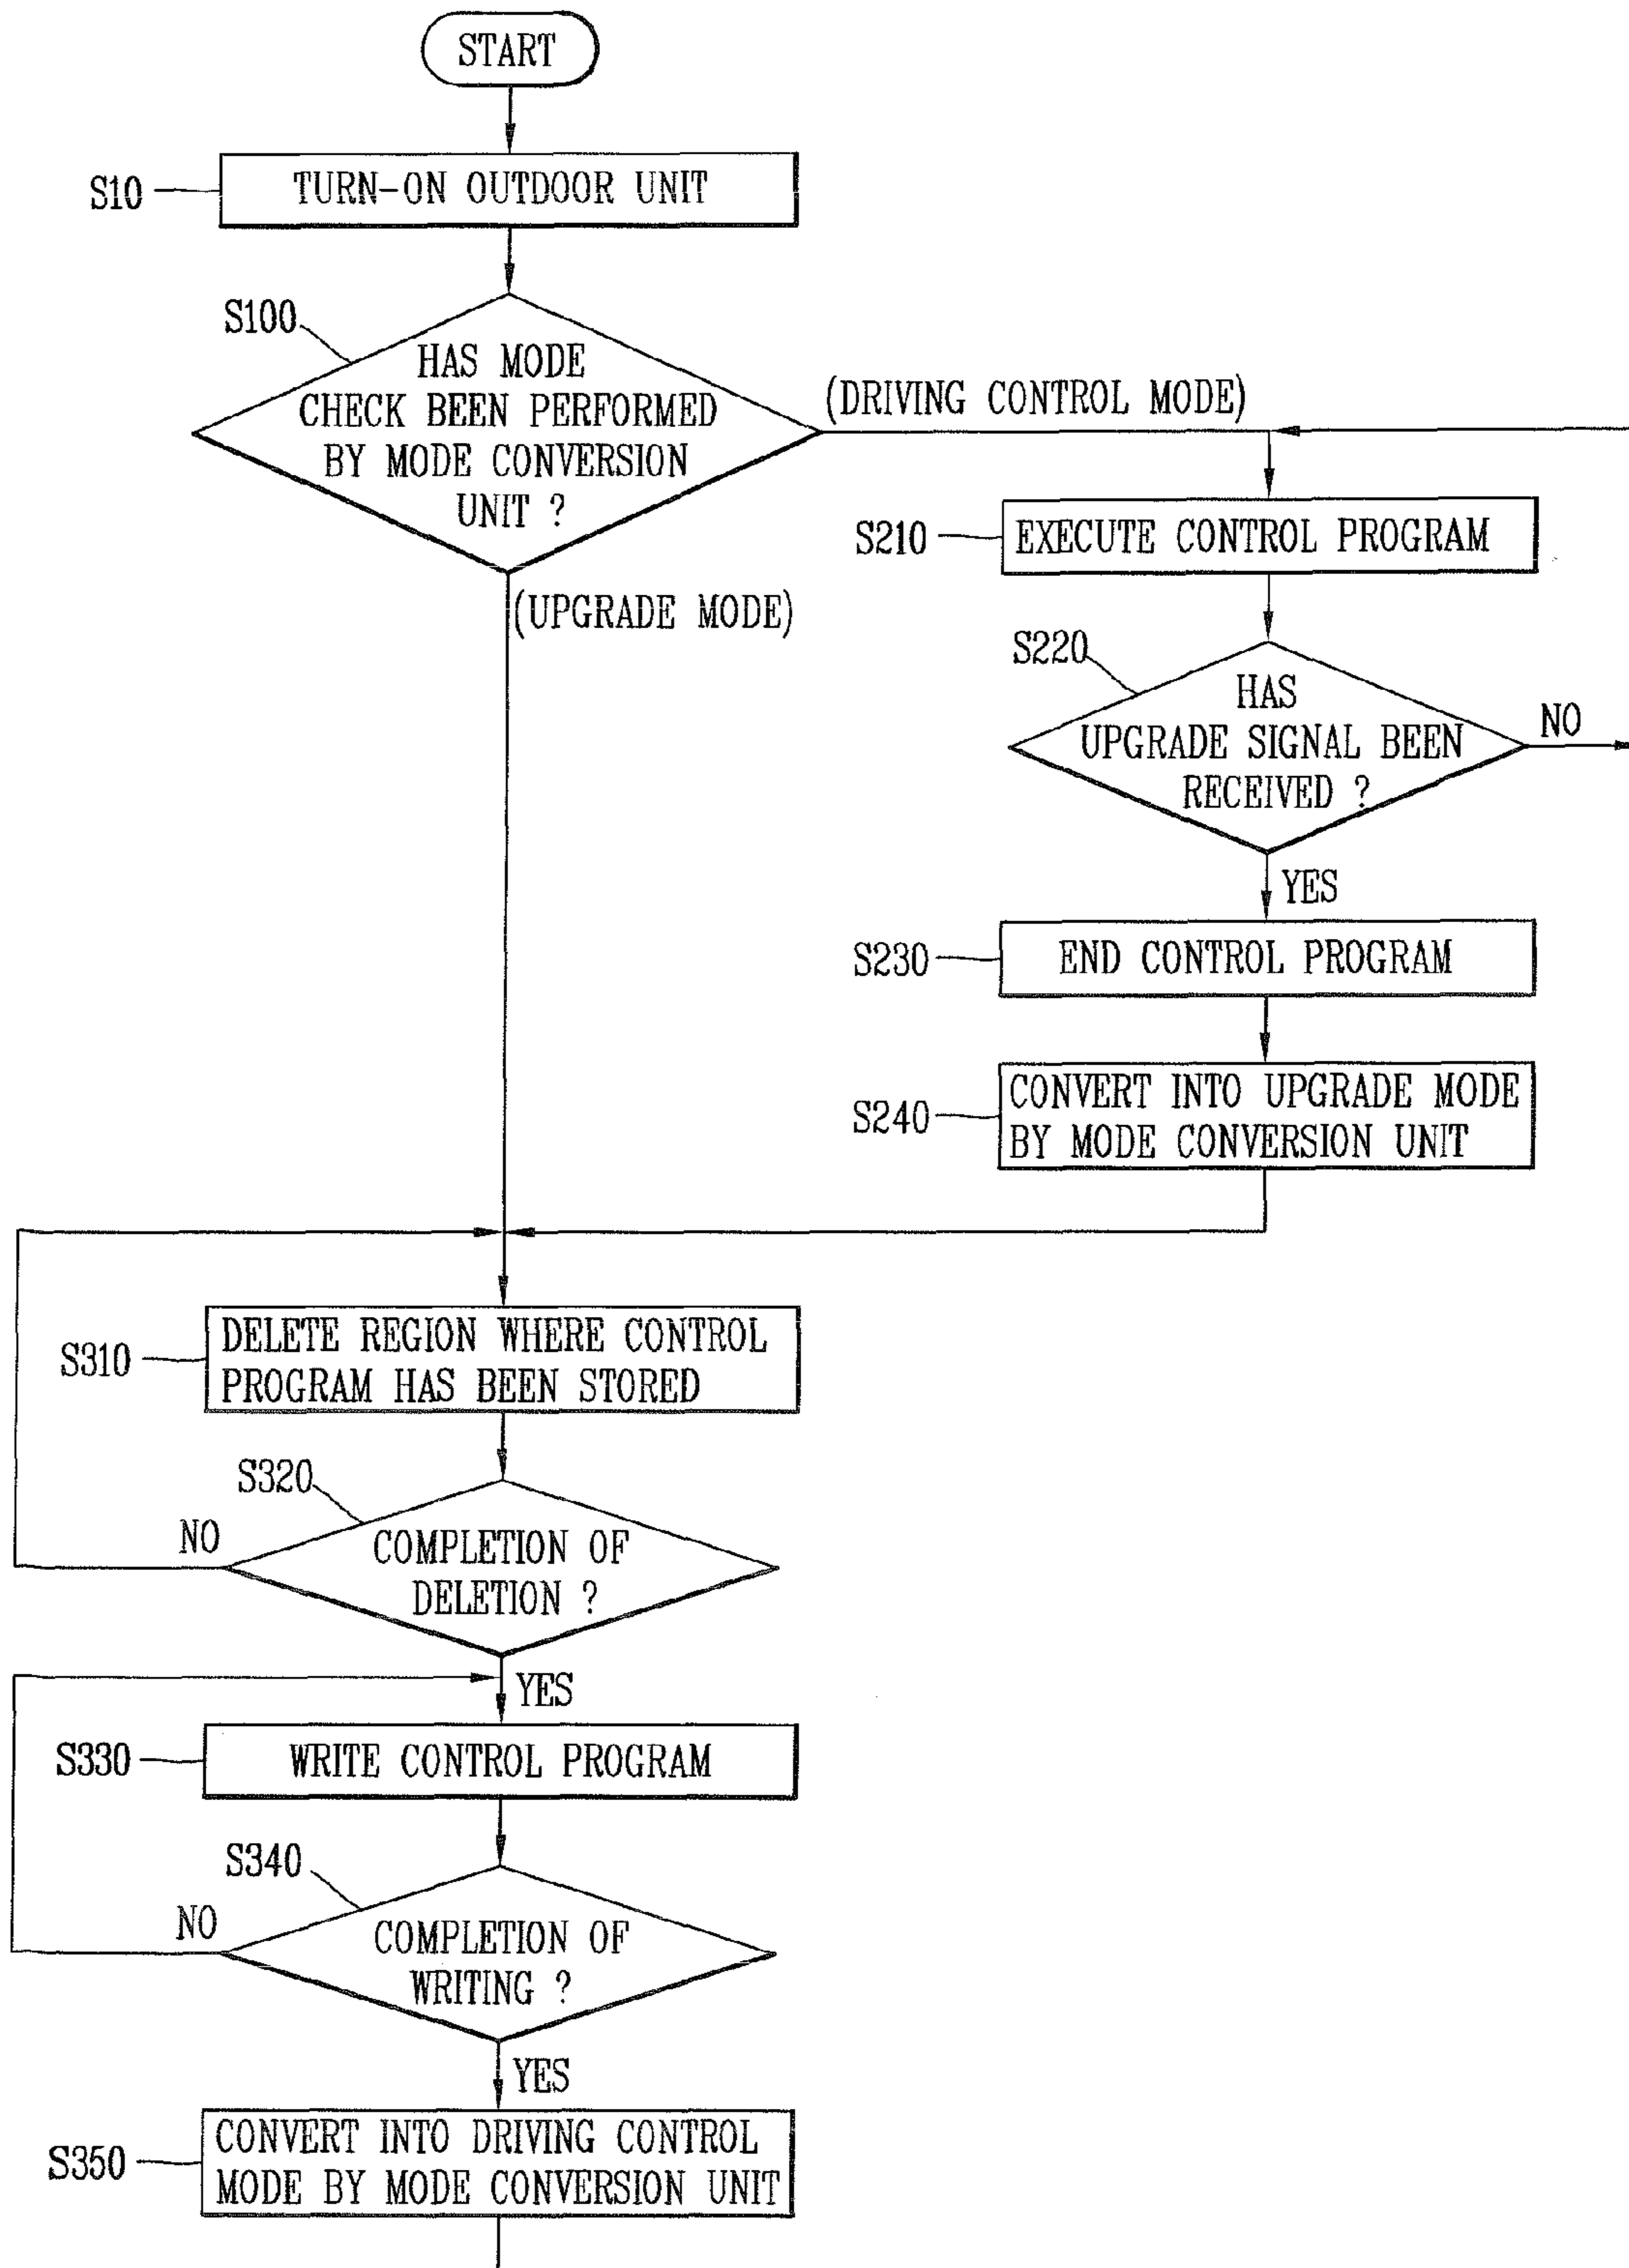 START
S10
TURN-ON OUTDOOR UNIT
S100
HAS MODE
CHECK BEEN PERFORMED
BY MODE CONVERSION
UNIT ?
(DRIVING CONTROL MODE)
(UPGRADE MODE)
S210
EXECUTE CONTROL PROGRAM
S220
HAS
UPGRADE SIGNAL BEEN
RECEIVED ?
NO
YES
S230
END CONTROL PROGRAM
S240
CONVERT INTO UPGRADE MODE
BY MODE CONVERSION UNIT
S310
DELETE REGION WHERE CONTROL
PROGRAM HAS BEEN STORED
S320
NO
COMPLETION OF
DELETION ?
YES
S330
WRITE CONTROL PROGRAM
S340
NO
COMPLETION OF
WRITING ?
YES
S350
CONVERT INTO DRIVING CONTROL
MODE BY MODE CONVERSION UNIT